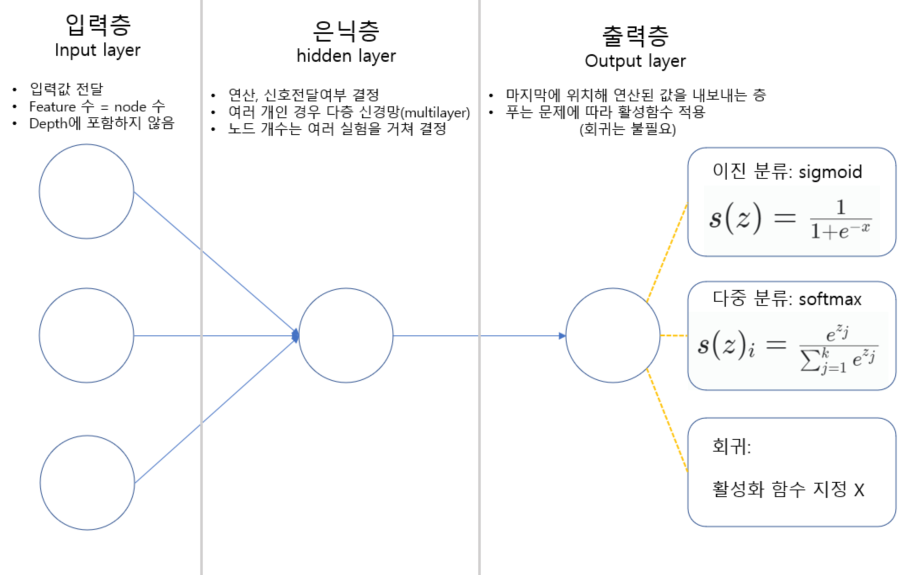 입력층
Input layer
• 입력값 전달
• Feature 수 = node 수
• Depth에 포함하지 않음
은닉층
hidden layer
• 연산, 신호전달여부 결정
• 여러 개인 경우 다층 신경망(multilayer)
• 노드 개수는 여러 실험을 거쳐 결정
출력층
Output layer
• 마지막에 위치해 연산된 값을 내보내는 층
• 푸는 문제에 따라 활성함수 적용
(회귀는 불필요)
이진 분류: sigmoid
s(z) = \frac{1}{1+e^{-x}}
다중 분류: softmax
s(z)_i = \frac{e^{z_j}}{\sum_{j=1}^{k} e^{z_j}}
회귀:
활성화 함수 지정 X